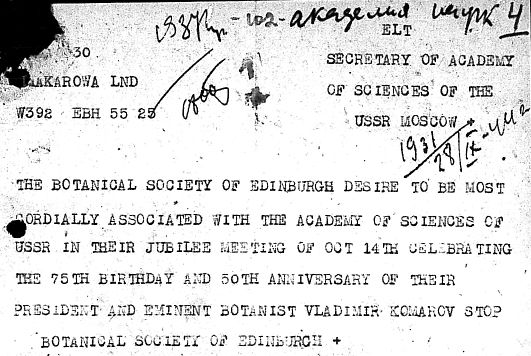 академия наук 4
ELT
30
SECRETARY OF ACADEMY
MAKAROWA LND
OF SCIENCES OF THE
W392 EBH 55 25
USSR MOSCOW +
1931
28/IX
THE BOTANICAL SOCIETY OF EDINBURGH DESIRE TO BE MOST
CORDIALLY ASSOCIATED WITH THE ACADEMY OF SCIENCES OF
USSR IN THEIR JUBILEE MEETING OF OCT 14TH CELEBRATING
THE 75TH BIRTHDAY AND 50TH ANNIVERSARY OF THEIR
PRESIDENT AND EMINENT BOTANIST VLADIMIR KOMAROV STOP
BOTANICAL SOCIETY OF EDINBURGH +